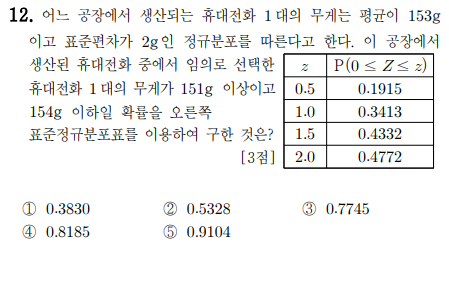 12. 어느 공장에서 생산되는 휴대전화 1대의 무게는 평균이 153g
이고 표준편차가 2g인 정규분포를 따른다고 한다. 이 공장에서
생산된 휴대전화 중에서 임의로 선택한
휴대전화 1대의 무게가 151g 이상이고
154g 이하일 확률을 오른쪽
표준정규분포표를 이용하여 구한 것은?
[3점]
z P(0 ≤ Z ≤ z)
0.5 0.1915
1.0 0.3413
1.5 0.4332
2.0 0.4772
① 0.3830 ② 0.5328 ③ 0.7745
④ 0.8185 ⑤ 0.9104